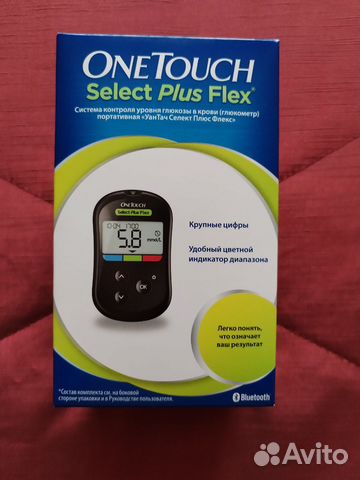 ONETOUCH
Select Plus Flex®
Система контроля уровня глюкозы в крови (глюкометр)
портативная «УанТач Селект Плюс Флекс»
ONETOUCH
Select Plus Flex
17:00
5.8
mmol/L
OK
Крупные цифры
Удобный цветной
индикатор диапазона
Легко понять,
что означает
ваш результат
*Состав комплекта см. на боковой
стороне упаковки и в Руководстве пользователя.
Bluetooth
Avito